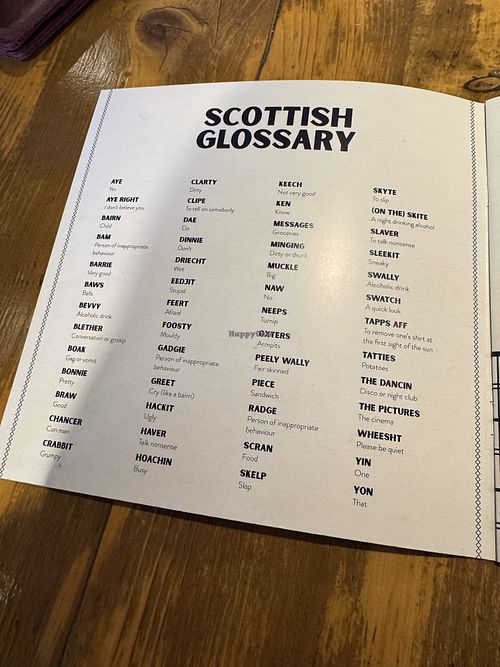 SCOTTISH
GLOSSARY
AYE
Yes
AYE RIGHT
I don't believe you
BAIRN
Child
BAM
Person of inappropriate
behaviour
BARRIE
Very good
BAWS
Balls
BEVVY
Alcoholic drink
BLETHER
Conversation or gossip
BOAK
Gag or vomit
BONNIE
Pretty
BRAW
Good
CHANCER
Con man
CRABBIT
Grumpy
CLARTY
Dirty
CLIPE
To tell on somebody
DAE
Do
DINNIE
Don't
DRIECHT
Wet
EEDJIT
Stupid
FEERT
Afraid
FOOSTY
Mouldy
GADGIE
Person of inappropriate
behaviour
GREET
Cry (like a bairn)
HACKIT
Ugly
HAVER
Talk nonsense
HOACHIN
Busy
KEECH
Not very good
KEN
Know
MESSAGES
Groceries
MINGING
Dirty or drunk
MUCKLE
Big
NAW
No
NEEPS
Turnip
OXTERS
Armpits
PEELY WALLY
Fair skinned
PIECE
Sandwich
RADGE
Person of inappropriate
behaviour
SCRAN
Food
SKELP
Slap
SKYTE
To slip
(ON THE) SKITE
A night drinking alcohol
SLAVER
To talk nonsense
SLEEKIT
Sneaky
SWALLY
Alcoholic drink
SWATCH
A quick look
TAPPS AFF
To remove one's shirt at
the first sight of the sun
TATTIES
Potatoes
THE DANCIN
Disco or night club
THE PICTURES
The cinema
WHEESHT
Please be quiet
YIN
One
YON
That